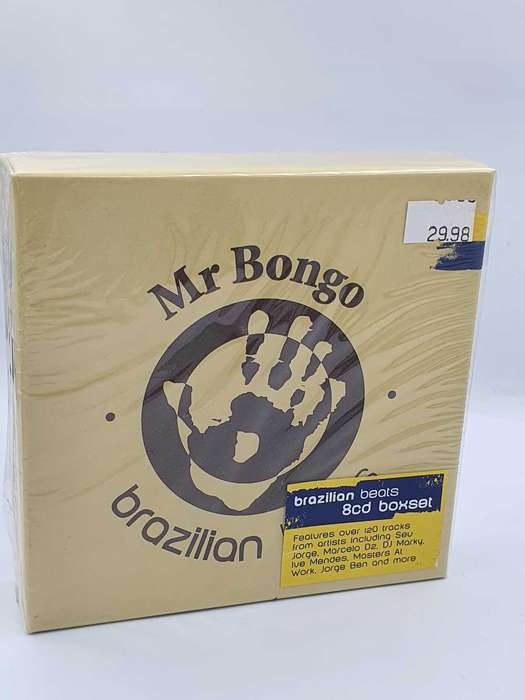 29.98
Mr Bongo
brazilian
brazilian beats
8cd boxset
Features over 120 tracks
from artists including Seu
Jorge, Marcelo D2, DJ Marky,
Ive Mendes, Masters At
Work, Jorge Ben and more